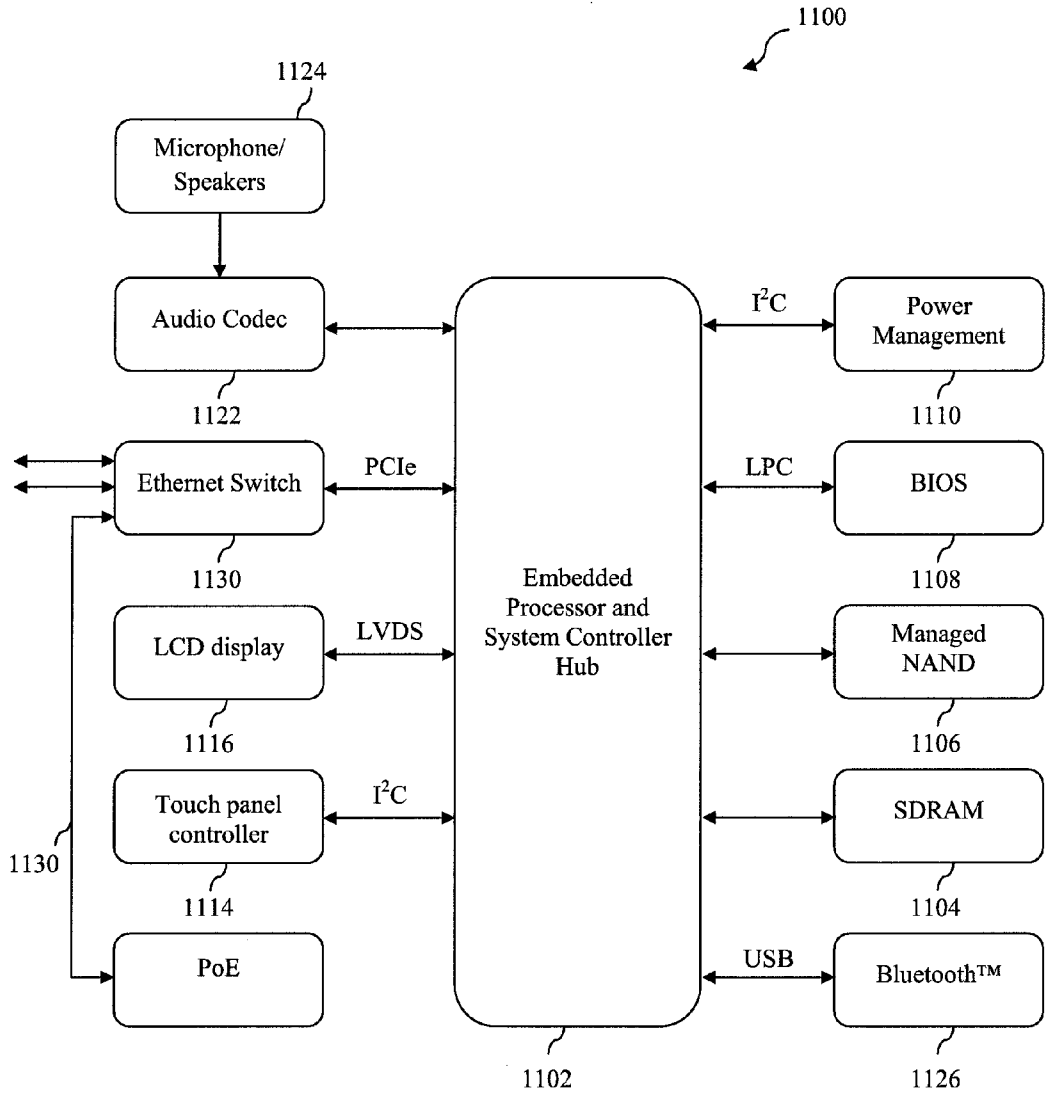 1100
1124
Microphone/
Speakers
Audio Codec
1122
Ethernet Switch
1130
LCD display
1116
Touch panel
controller
1114
PoE
1130
PCIe
LVDS
I²C
Embedded
Processor and
System Controller
Hub
1102
I²C
LPC
USB
Power
Management
1110
BIOS
1108
Managed
NAND
1106
SDRAM
1104
Bluetooth™
1126